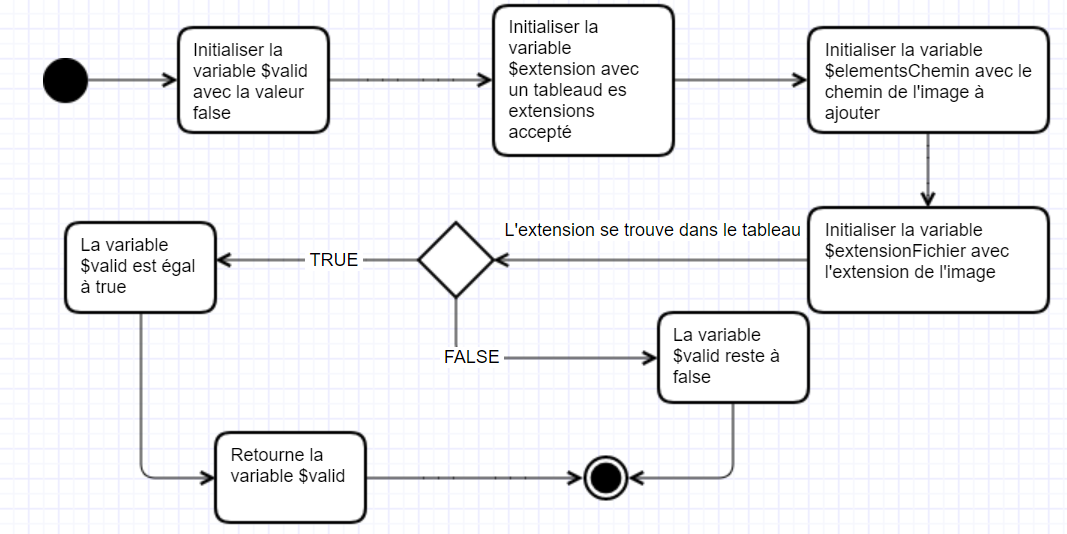 Initialiser la
variable $valid
avec la valeur
false
Initialiser la
variable
$extension avec
un tableaud es
extensions
accepté
Initialiser la variable
$elementsChemin avec le
chemin de l'image à
ajouter
Initialiser la variable
$extensionFichier avec
l'extension de l'image
L'extension se trouve dans le tableau
TRUE
La variable
$valid est égal
à true
FALSE
La variable
$valid reste à
false
Retourne la
variable $valid